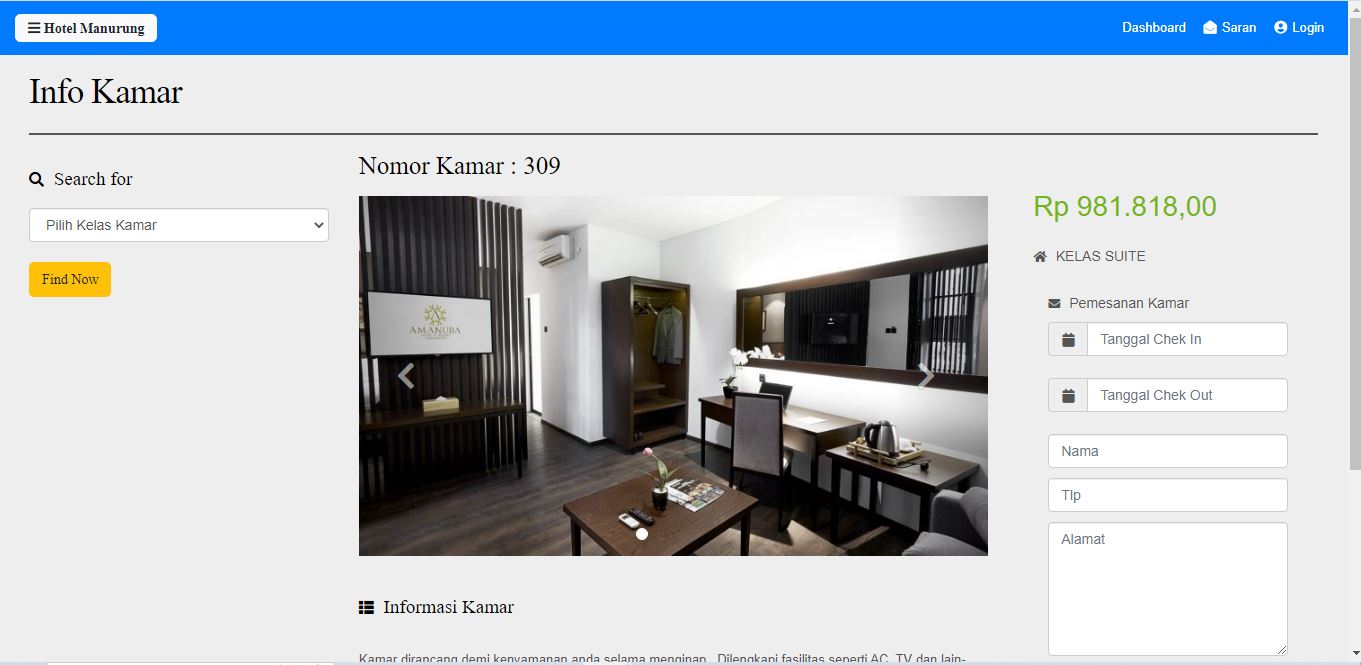 Hotel Manurung
Dashboard
Saran
Login
Info Kamar
Search for
Pilih Kelas Kamar
Find Now
Nomor Kamar : 309
AMANUBA
Informasi Kamar
Kamar dirancang demi kenyamanan anda selama menginap. Dilengkapi fasilitas seperti AC, TV dan lain-
Rp 981.818,00
KELAS SUITE
Pemesanan Kamar
Tanggal Chek In
Tanggal Chek Out
Nama
Tlp
Alamat